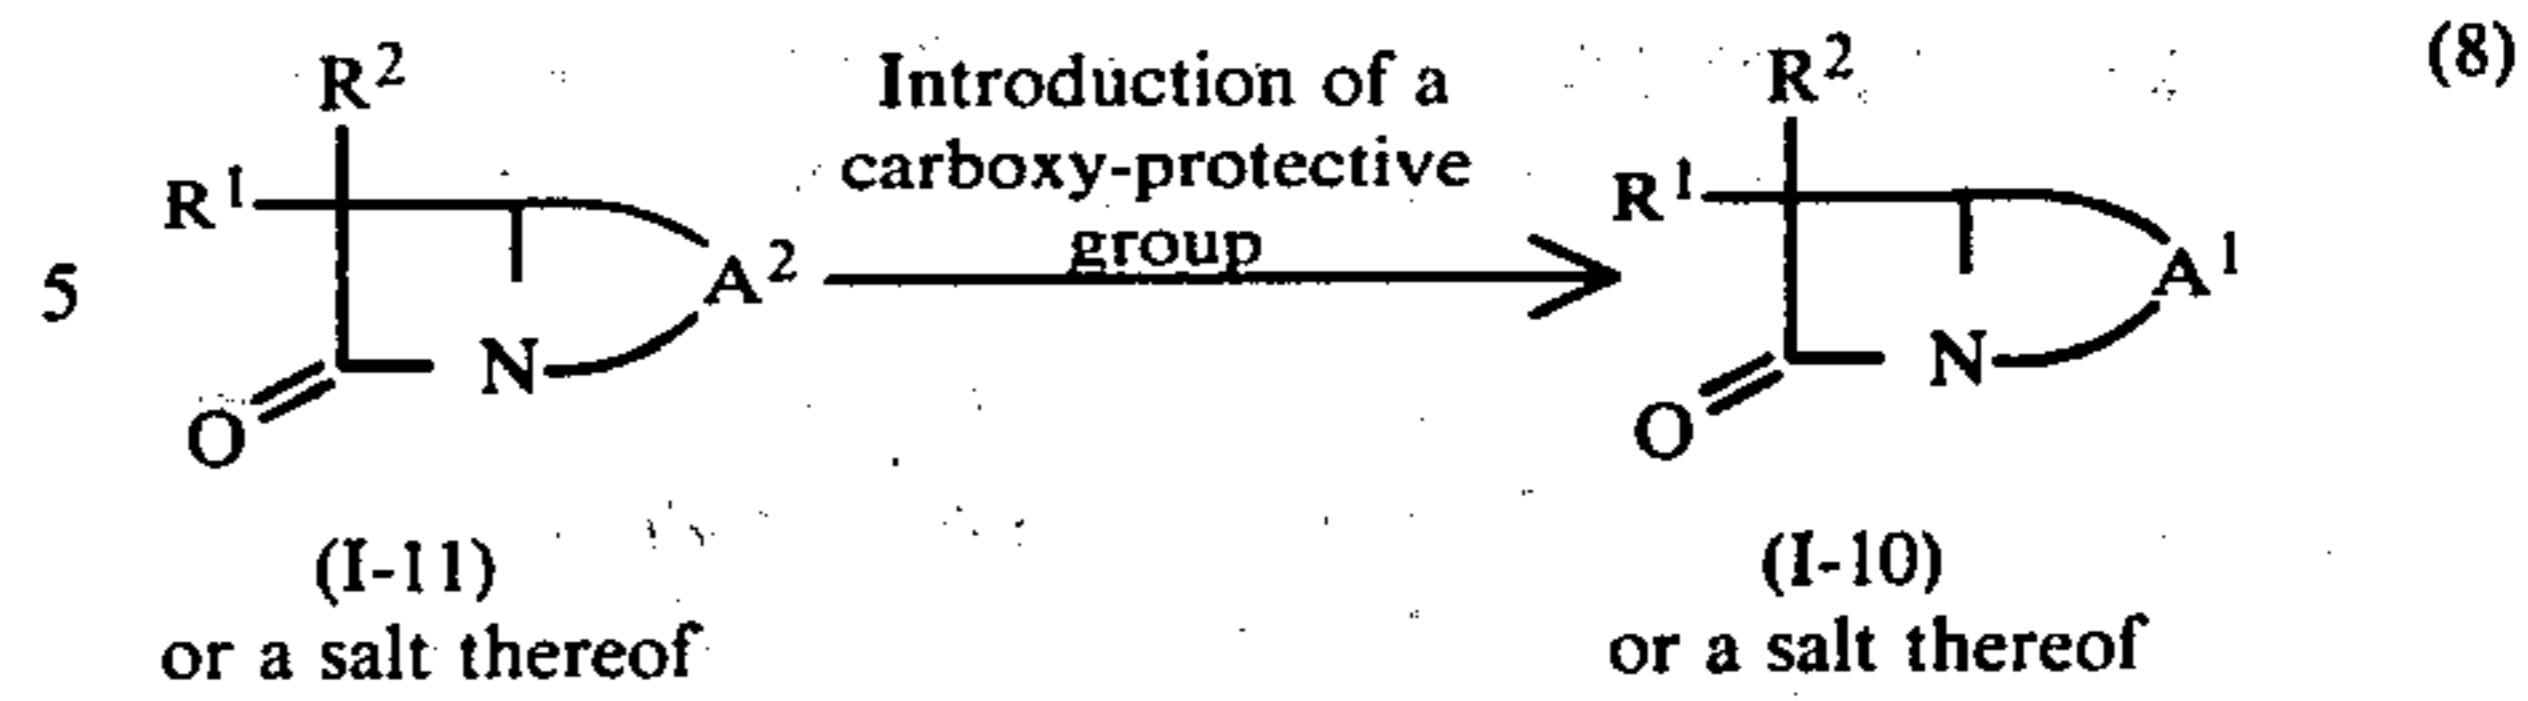 (8)
R² R²
Introduction of a
carboxy-protective
group
R¹ R¹
5 A² A¹
N N
O O
(I-11) (I-10)
or a salt thereof or a salt thereof